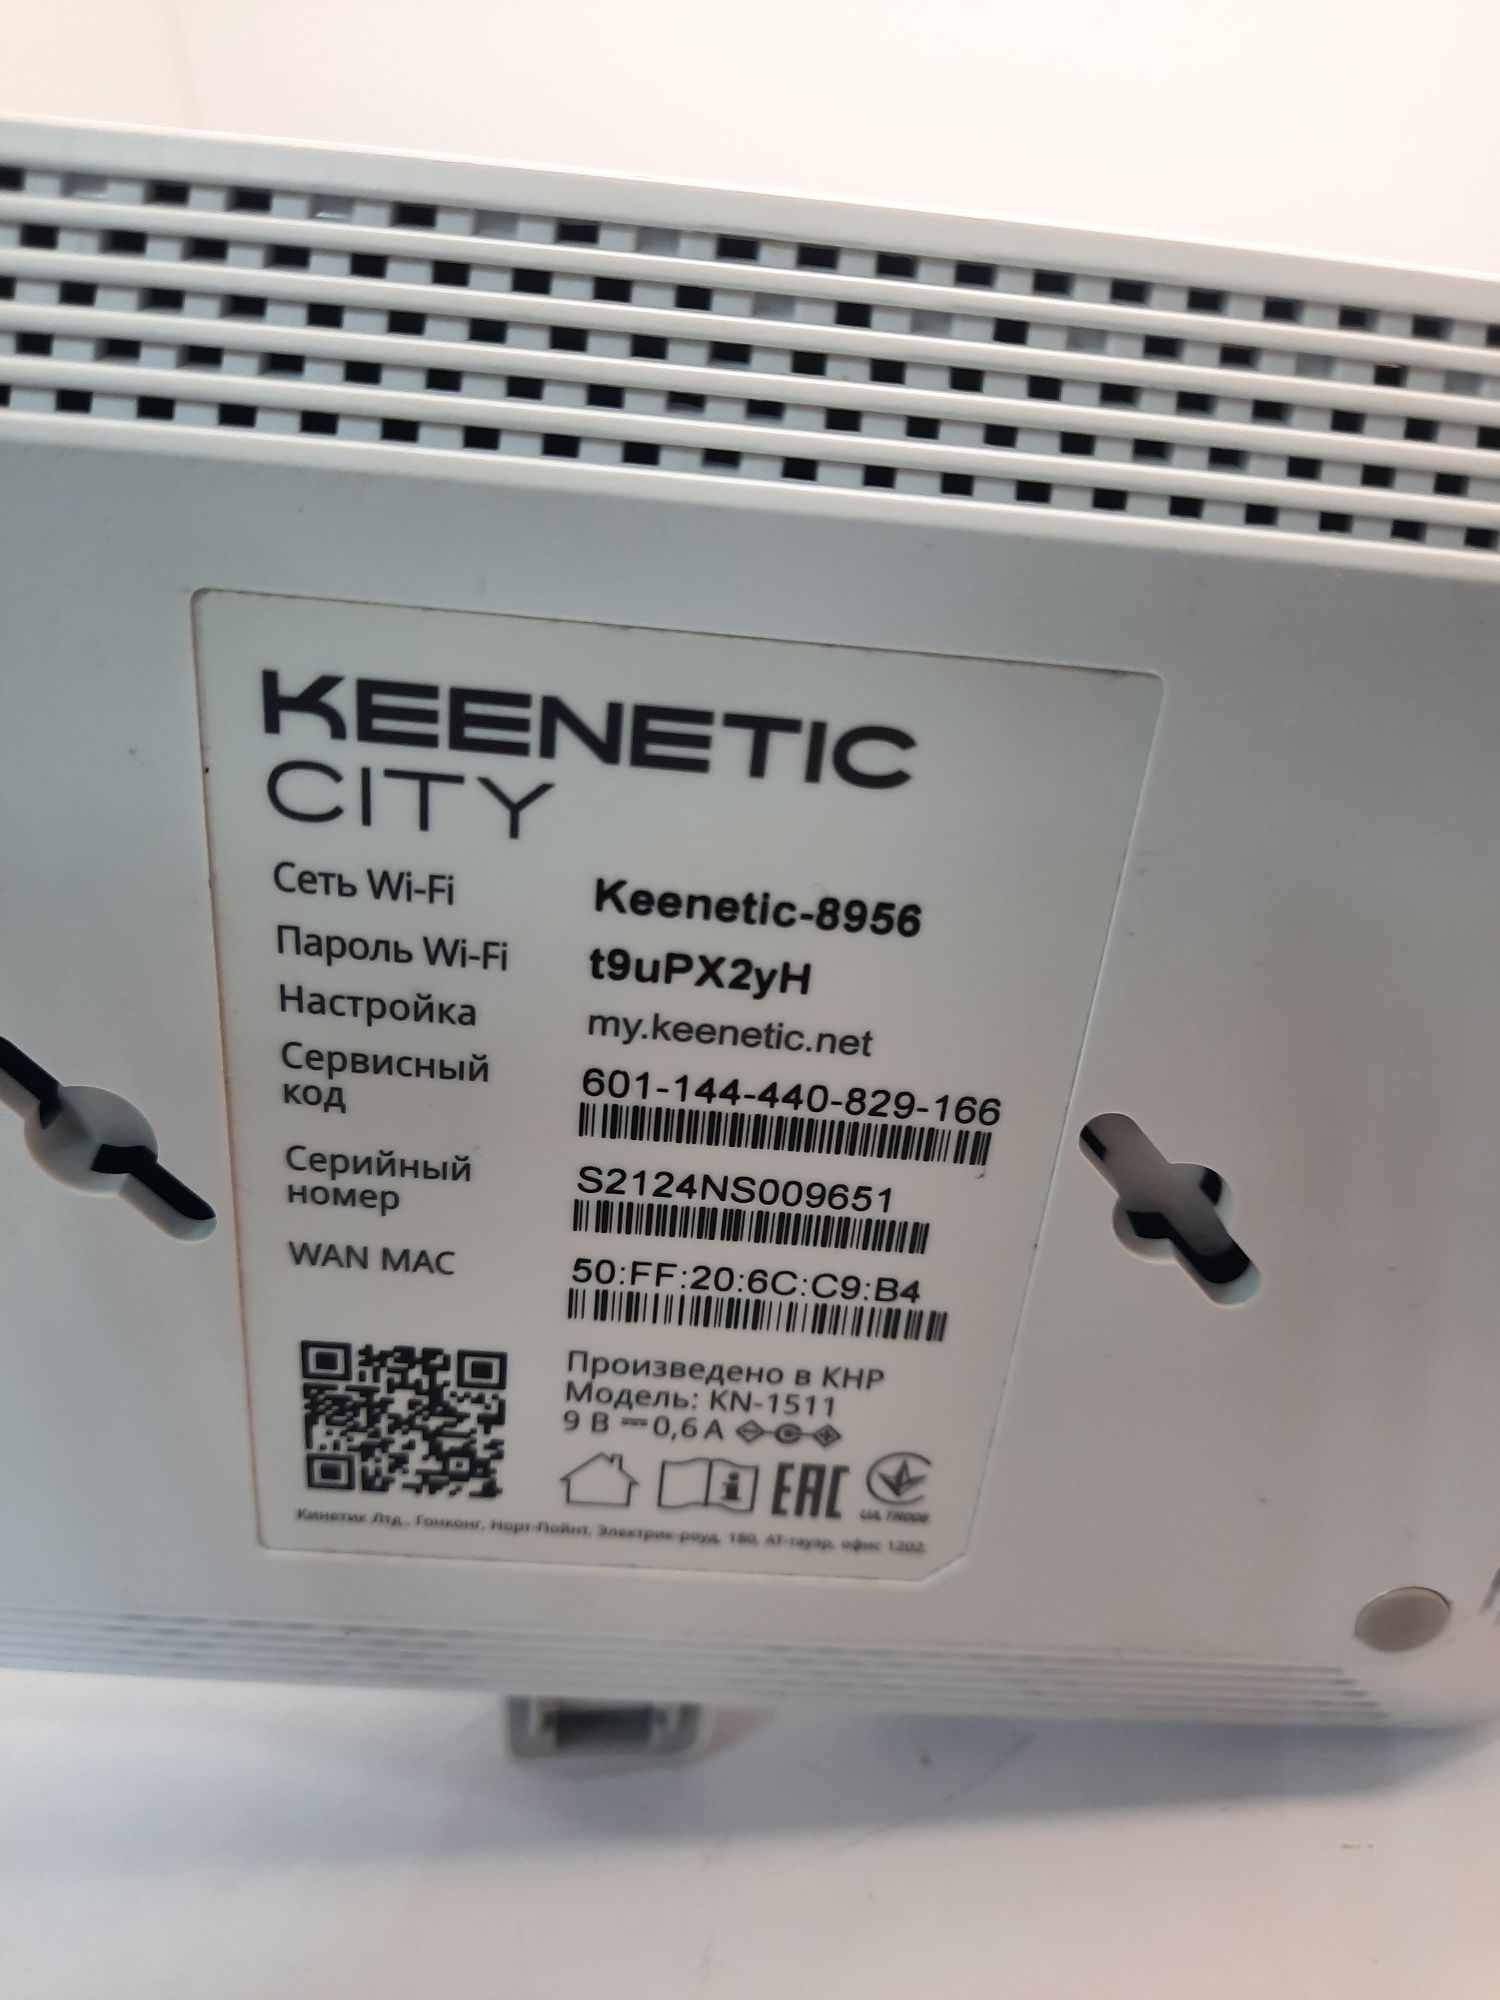 KEENETIC
CITY
Сеть Wi-Fi Keenetic-8956
Пароль Wi-Fi t9uPX2yH
Настройка my.keenetic.net
Сервисный код 601-144-440-829-166
Серийный номер S2124NS009651
WAN MAC 50:FF:20:6C:C9:B4
Произведено в КНР
Модель: KN-1511
9 В 0,6 А
EAC
UA.TR008
Кинетик Лтд., Гонконг, Норт-Пойнт, Электрик-роуд, 180, АТ-тауэр, офис 1202.